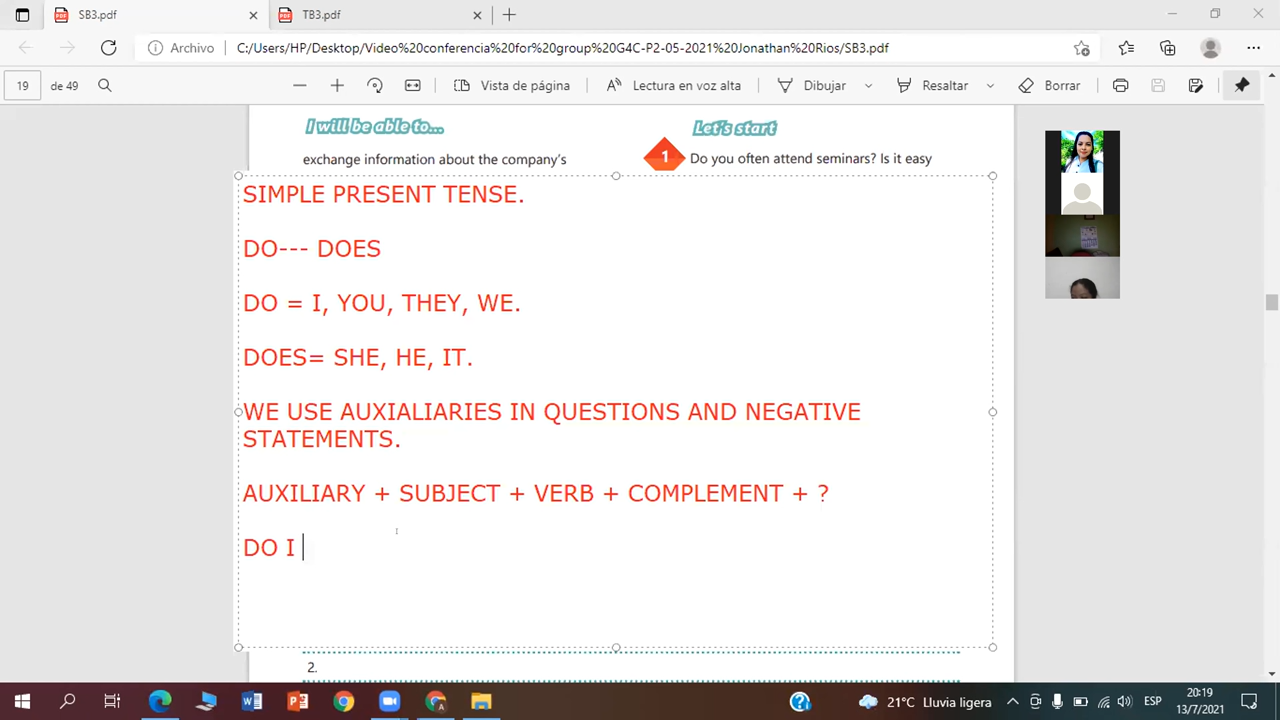 SB3.pdf
TB3.pdf
Archivo
C:/Users/HP/Desktop/Video%20conferencia%20for%20group%20G4C-P2-05-2021%20Jonathan%20Rios/SB3.pdf
19 de 49
Vista de página
Lectura en voz alta
Dibujar
Resaltar
Borrar
I will be able to...
Let's start
exchange information about the company's
1 Do you often attend seminars? Is it easy
SIMPLE PRESENT TENSE.
DO--- DOES
DO = I, YOU, THEY, WE.
DOES= SHE, HE, IT.
WE USE AUXIALIARIES IN QUESTIONS AND NEGATIVE
STATEMENTS.
AUXILIARY + SUBJECT + VERB + COMPLEMENT + ?
DO I
2.
21°C Lluvia ligera
ESP
20:19
13/7/2021